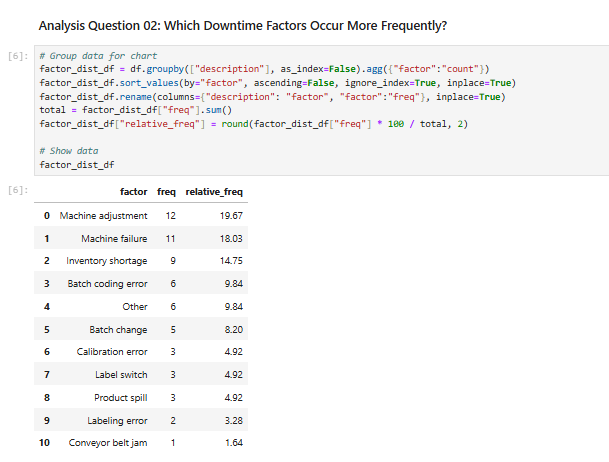 Analysis Question 02: Which Downtime Factors Occur More Frequently?
[6]: # Group data for chart
factor_dist_df = df.groupby(["description"], as_index=False).agg({"factor":"count"})
factor_dist_df.sort_values(by="factor", ascending=False, ignore_index=True, inplace=True)
factor_dist_df.rename(columns={"description": "factor", "factor":"freq"}, inplace=True)
total = factor_dist_df["freq"].sum()
factor_dist_df["relative_freq"] = round(factor_dist_df["freq"] * 100 / total, 2)
# Show data
factor_dist_df
[6]: factor freq relative_freq
0 Machine adjustment 12 19.67
1 Machine failure 11 18.03
2 Inventory shortage 9 14.75
3 Batch coding error 6 9.84
4 Other 6 9.84
5 Batch change 5 8.20
6 Calibration error 3 4.92
7 Label switch 3 4.92
8 Product spill 3 4.92
9 Labeling error 2 3.28
10 Conveyor belt jam 1 1.64